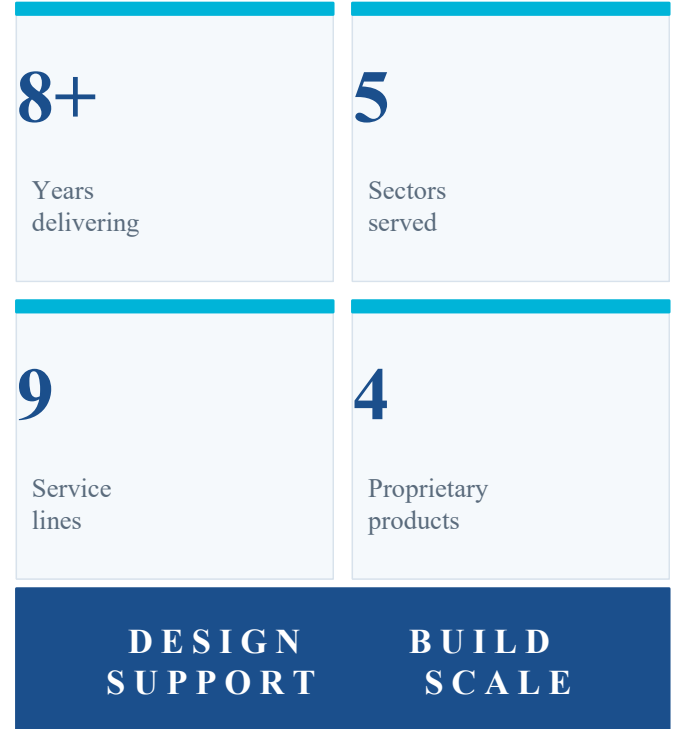 8+
Years
delivering
5
Sectors
served
9
Service
lines
4
Proprietary
products
DESIGN BUILD
SUPPORT SCALE